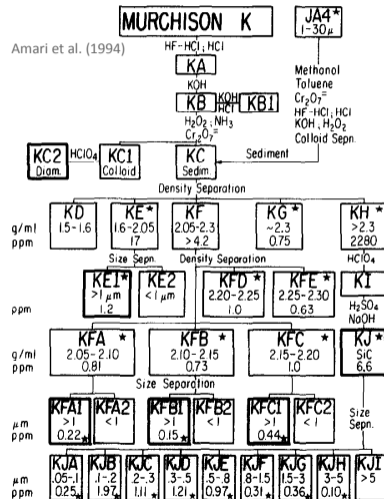 MURCHISON K
JA4*
1-30μ
Amari et al. (1994)
HF-HCl; HCl
KA
KOH
KB
KOH
HCl
KB1
H2O2; NH3
Cr2O7=
Methanol
Toluene
Cr2O7=
HF-HCl; HCl
KOH, H2O2
Colloid Sepn.
KC2
Diam.
HClO4
KC1
Colloid
KC
Sedim.
Sediment
Density Separation
g/ml
ppm
KD
1.5-1.6
KE*
1.6-2.05
17
KF
2.05-2.3
>4.2
KG*
~2.3
0.75
KH*
>2.3
2280
Size Sepn.
Density Separation
HClO4
ppm
KE1*
>1μm
1.2
KE2
<1μm
KFD*
2.20-2.25
1.0
KFE*
2.25-2.30
0.63
KI
H2SO4
NaOH
g/ml
ppm
KFA*
2.05-2.10
0.81
KFB*
2.10-2.15
0.73
KFC*
2.15-2.20
1.0
KJ*
SiC
6.6
Size Separation
μm
ppm
KFA1
>1
0.22*
KFA2
<1
KFB1
>1
0.15*
KFB2
<1
KFC1
>1
0.44*
KFC2
<1
Size
Separation
μm
ppm
KJA
.05-.1
0.25*
KJB
.1-.2
1.97*
KJC
.2-.3
1.11*
KJD
.3-.5
1.21*
KJE
.5-.8
0.97*
KJF
.8-1.5
0.31*
KJG
1.5-3
0.36*
KJH
3-5
0.10*
KJI
>5